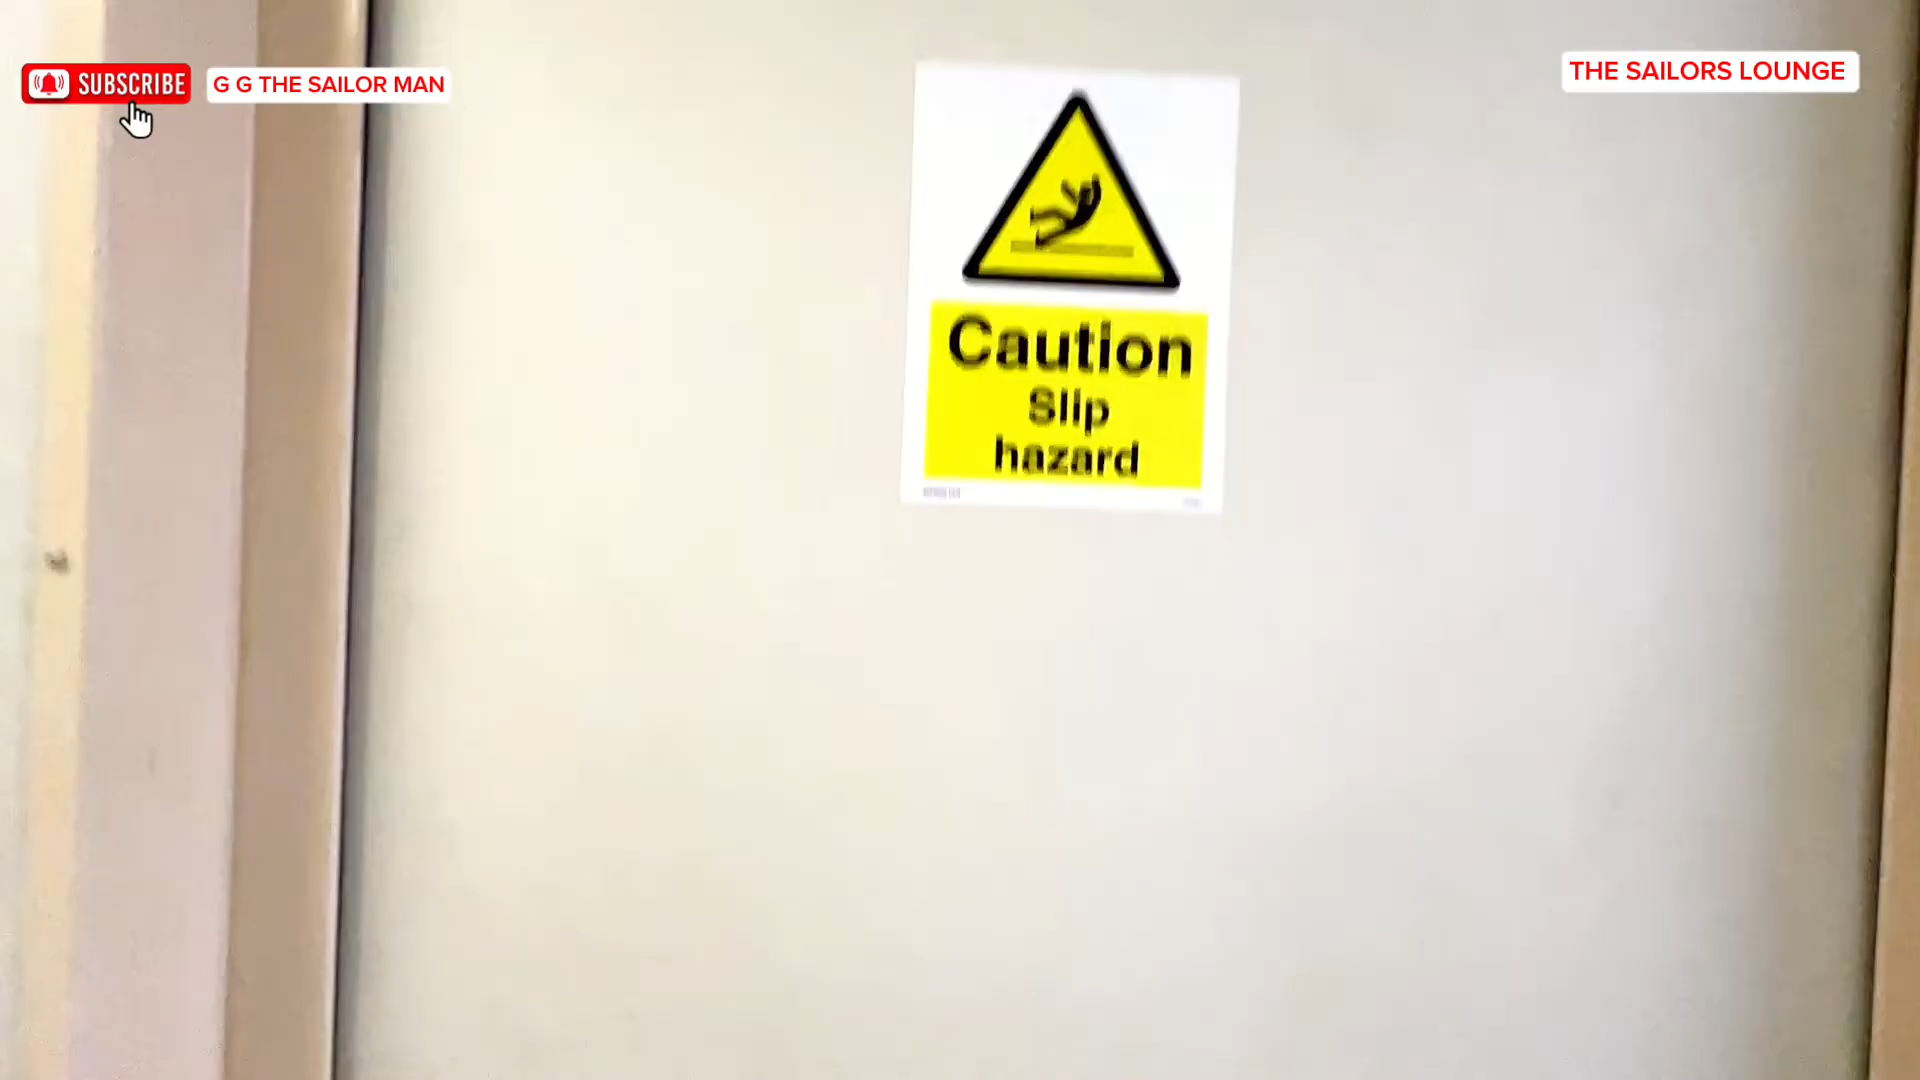 SUBSCRIBE
G G THE SAILOR MAN
THE SAILORS LOUNGE
Caution
Slip
hazard